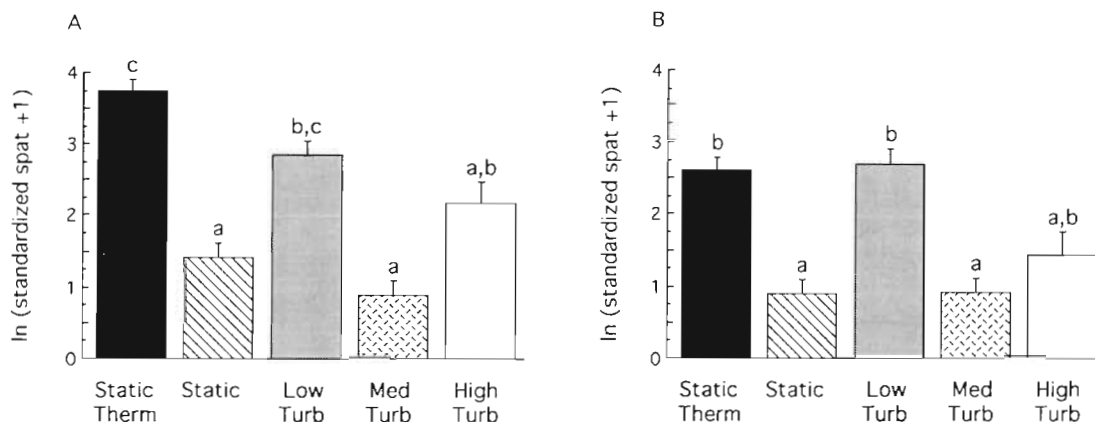 A
ln (standardized spat +1)
4
3
2
1
0
c
a
b,c
a
a,b
Static
Therm
Static
Low
Turb
Med
Turb
High
Turb
B
ln (standardized spat +1)
4
3
2
1
0
b
a
b
a
a,b
Static
Therm
Static
Low
Turb
Med
Turb
High
Turb